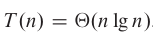 T(n) = Θ(n lg n).